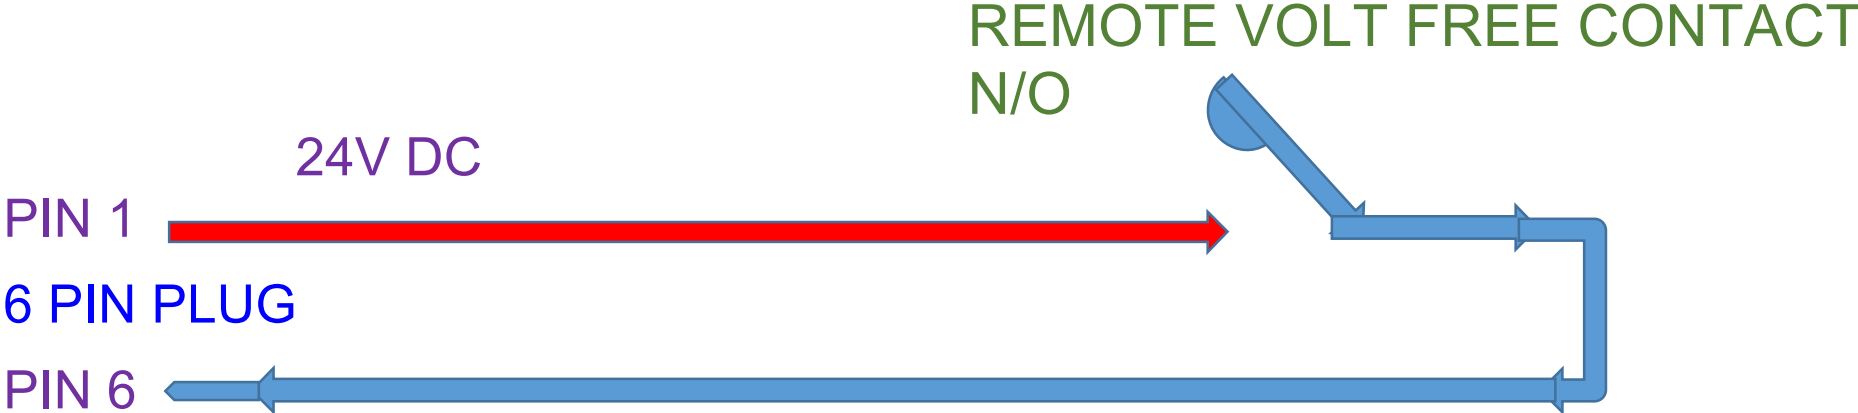 REMOTE VOLT FREE CONTACT
N/O
24V DC
PIN 1
6 PIN PLUG
PIN 6